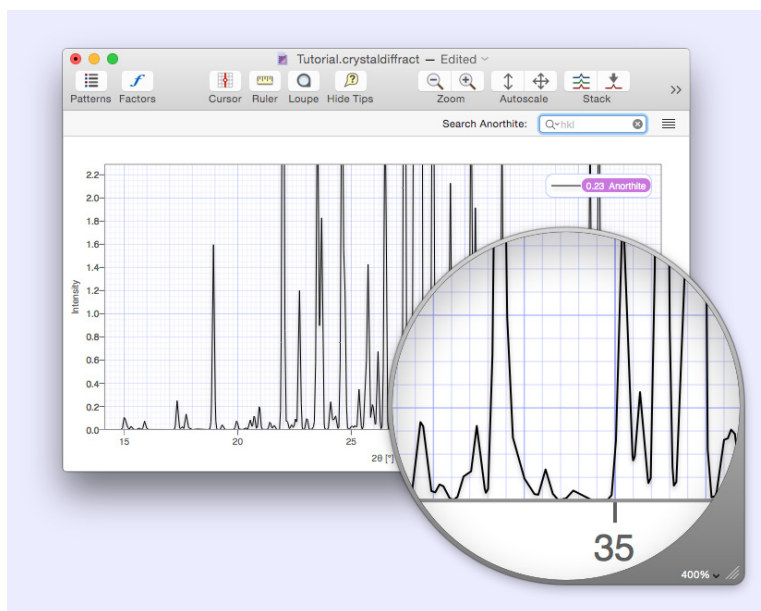 Tutorial.crystaldiffract — Edited
Patterns Factors Cursor Ruler Loupe Hide Tips Zoom Autoscale Stack
Search Anorthite: hkl
0.23 Anorthite
2.2
2.0
1.8
1.6
1.4
1.2
1.0
0.8
0.6
0.4
0.2
0.0
Intensity
15 20 25
2θ [°]
35
400%